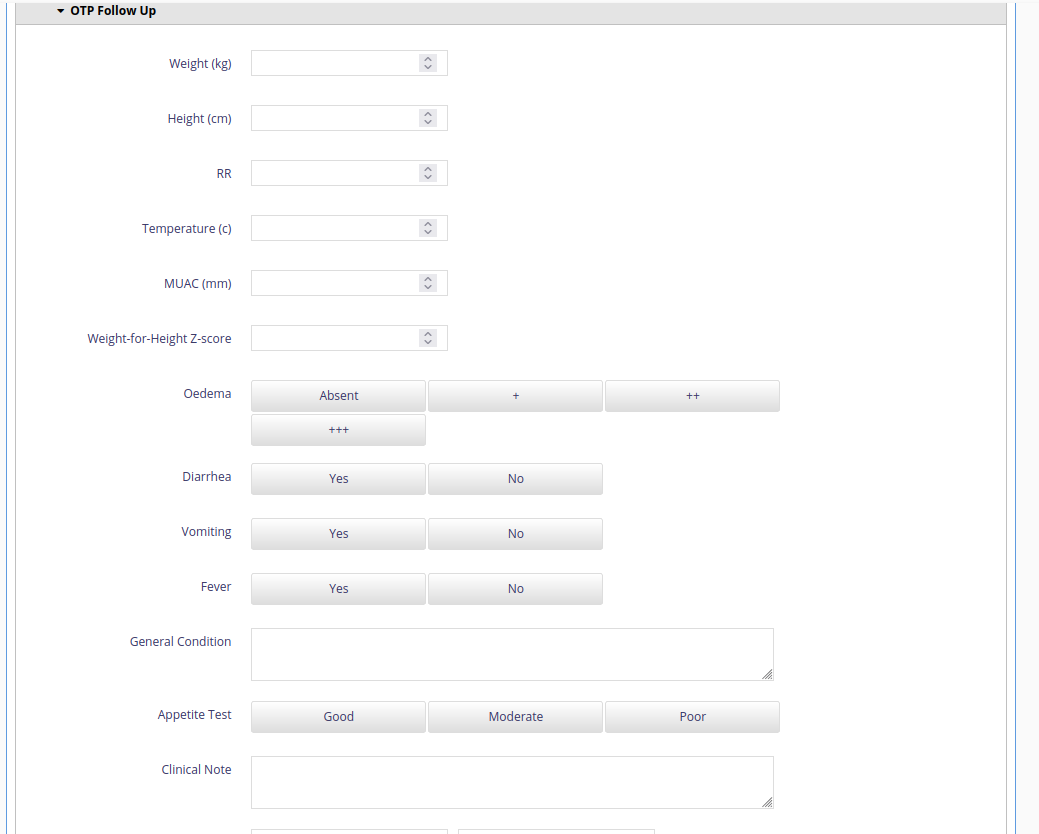 OTP Follow Up
Weight (kg)
Height (cm)
RR
Temperature (c)
MUAC (mm)
Weight-for-Height Z-score
Oedema Absent + ++
+++
Diarrhea Yes No
Vomiting Yes No
Fever Yes No
General Condition
Appetite Test Good Moderate Poor
Clinical Note